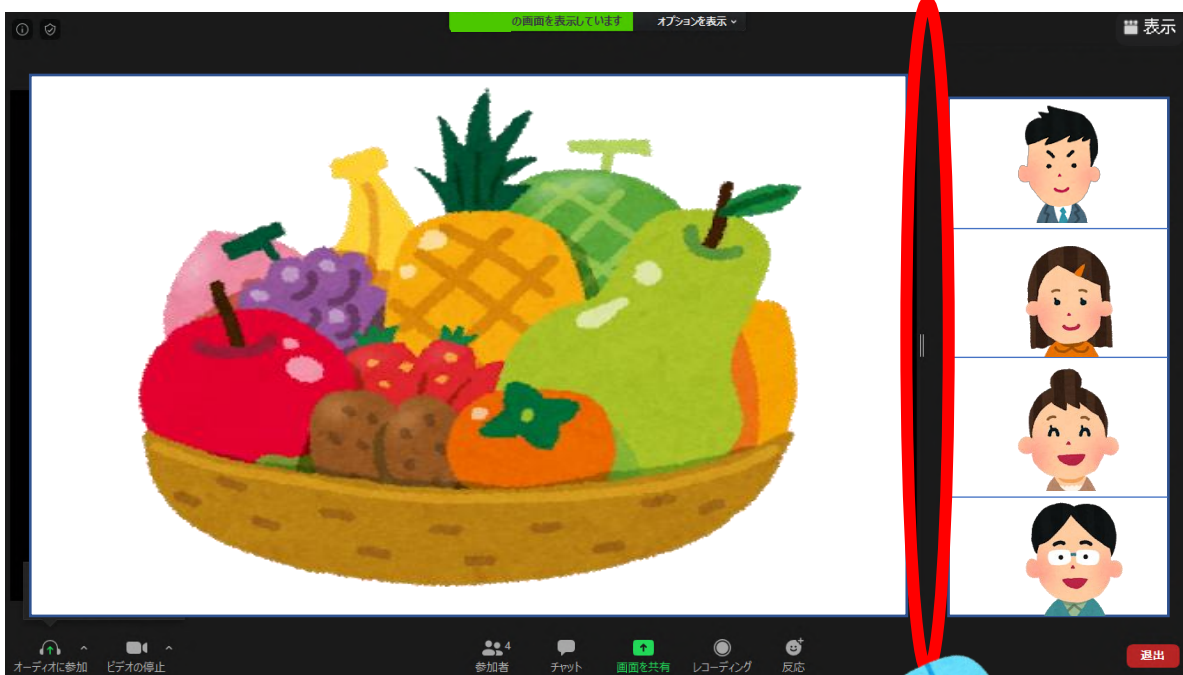 の画面を表示しています オプションを表示
表示
オーディオに参加 ビデオの停止 参加者 4 チャット 画面を共有 レコーディング 反応 退出